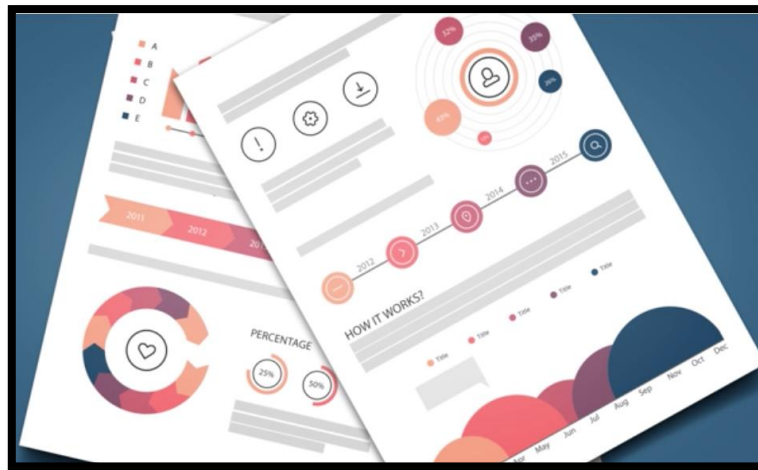 A
B
C
D
E
2011
2012
PERCENTAGE
25%
50%
32%
35%
26%
43%
2012
2013
2014
2015
HOW IT WORKS?
Title
Title
Title
Title
Title
May
Jun
Jul
Aug
Sep
Nov
Oct
Dec